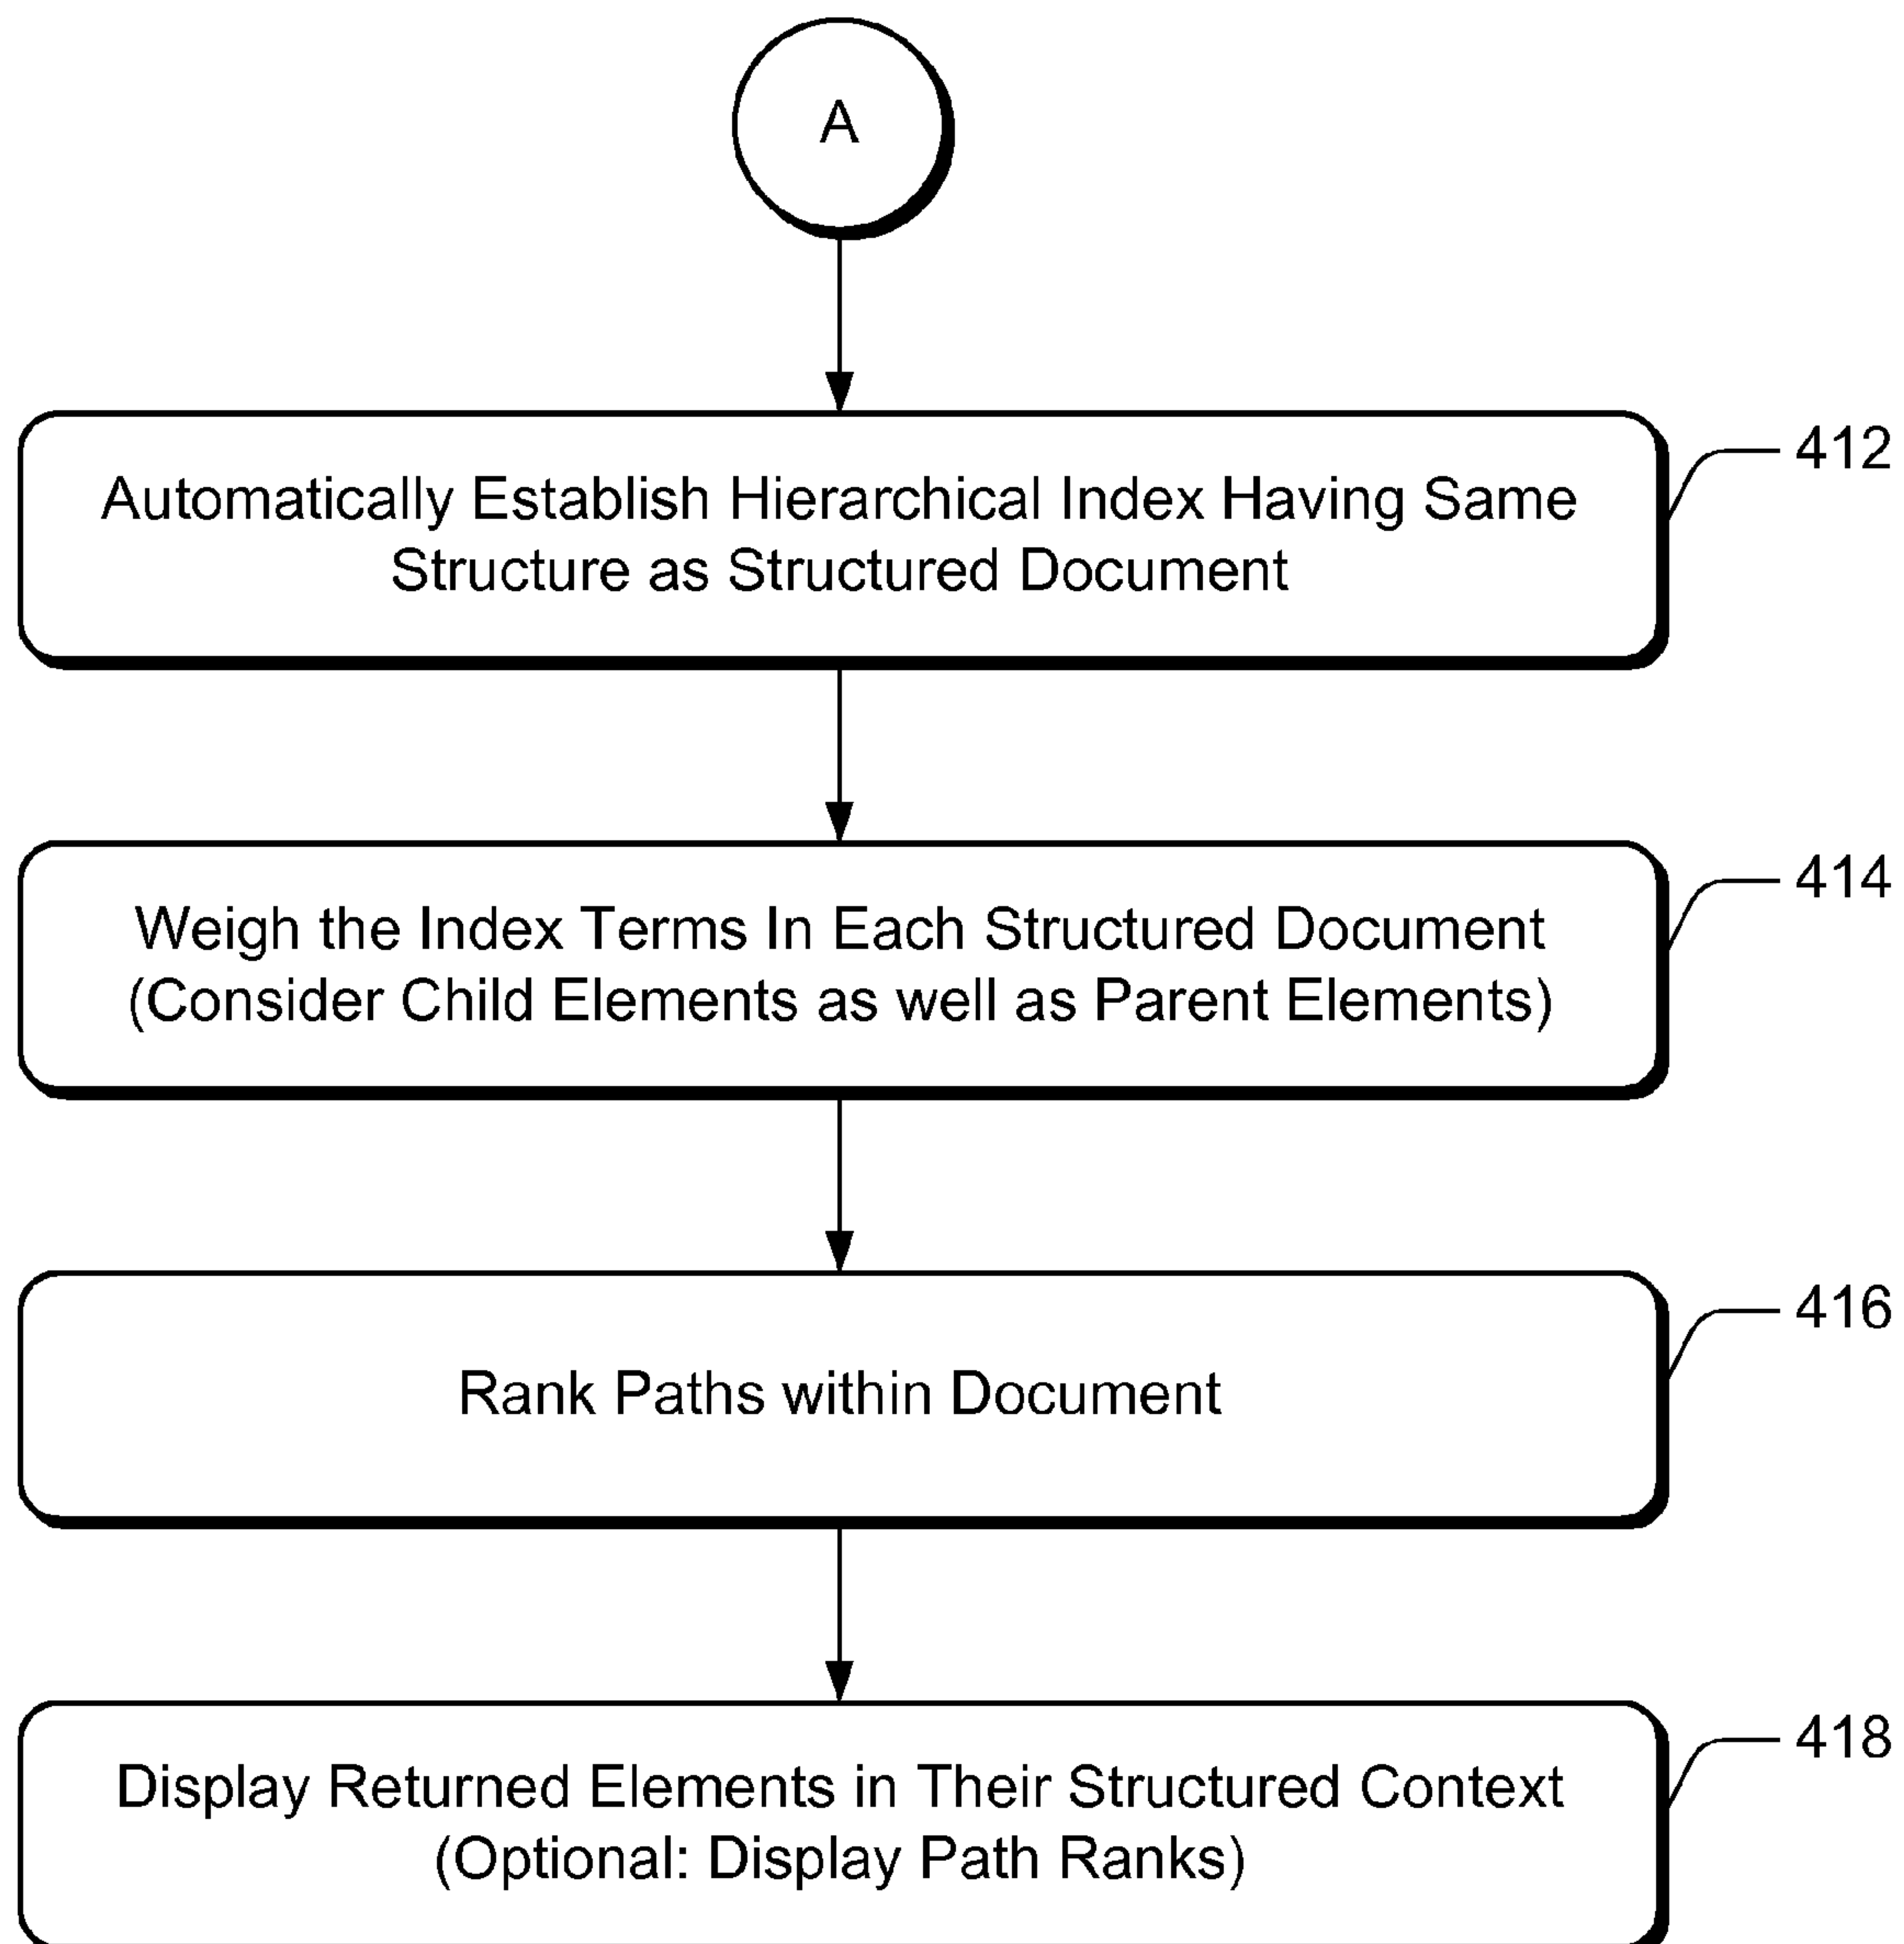 A
Automatically Establish Hierarchical Index Having Same
Structure as Structured Document
412
Weigh the Index Terms In Each Structured Document
(Consider Child Elements as well as Parent Elements)
414
Rank Paths within Document
416
Display Returned Elements in Their Structured Context
(Optional: Display Path Ranks)
418